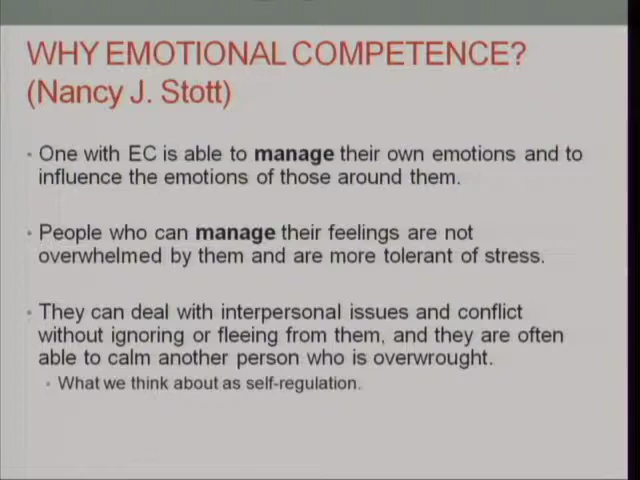 WHY EMOTIONAL COMPETENCE?
(Nancy J. Stott)
• One with EC is able to manage their own emotions and to
influence the emotions of those around them.
• People who can manage their feelings are not
overwhelmed by them and are more tolerant of stress.
• They can deal with interpersonal issues and conflict
without ignoring or fleeing from them, and they are often
able to calm another person who is overwrought.
• What we think about as self-regulation.